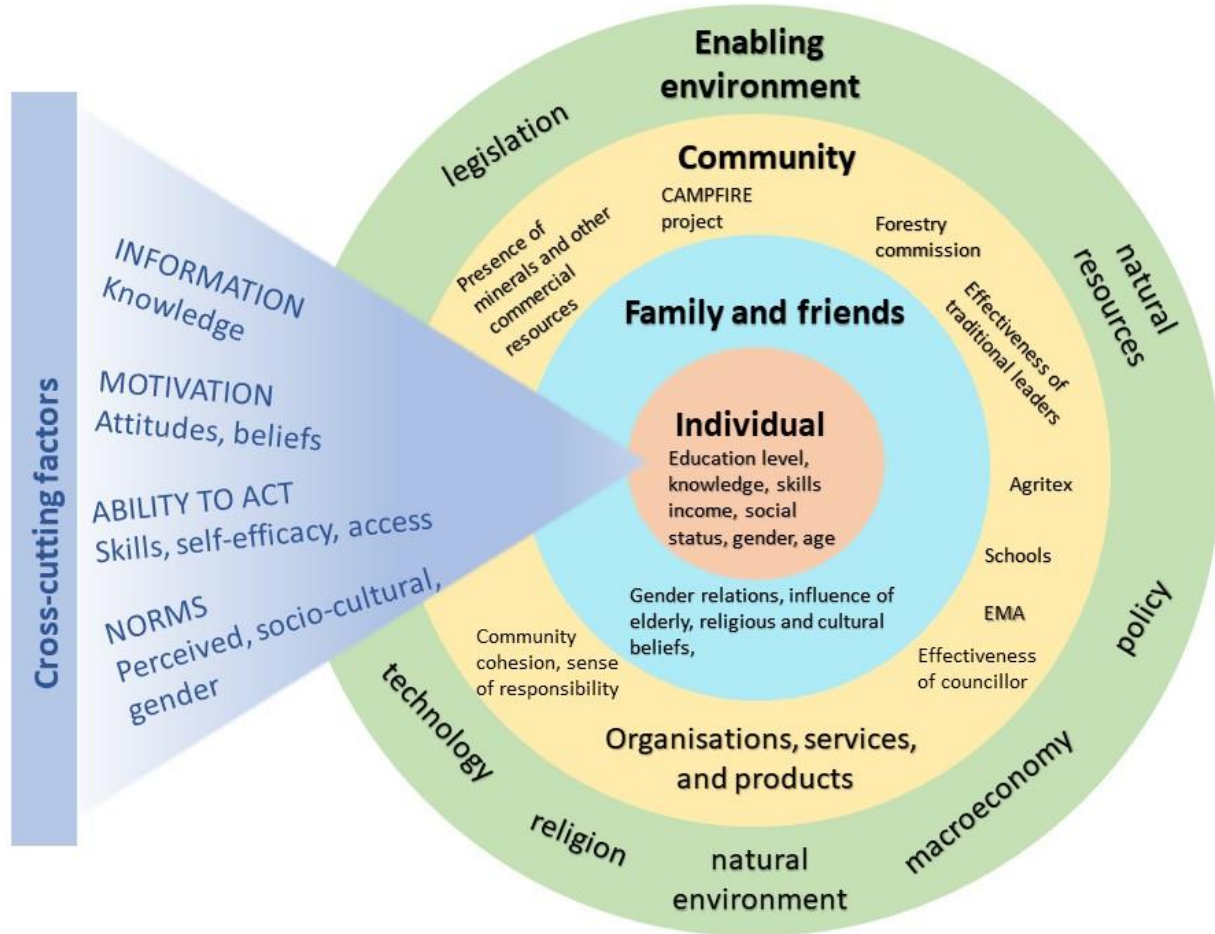 Cross-cutting factors
INFORMATION
Knowledge
MOTIVATION
Attitudes, beliefs
ABILITY TO ACT
Skills, self-efficacy, access
NORMS
Perceived, socio-cultural,
gender
Enabling
environment
legislation
natural
resources
policy
macroeconomy
natural
environment
religion
technology
Community
CAMPFIRE
project
Presence of
minerals and other
commercial
resources
Forestry
commission
Effectiveness of
traditional leaders
Agritex
Schools
EMA
Effectiveness
of councillor
Community
cohesion, sense
of responsibility
Organisations, services,
and products
Family and friends
Gender relations, influence of
elderly, religious and cultural
beliefs,
Individual
Education level,
knowledge, skills
income, social
status, gender, age